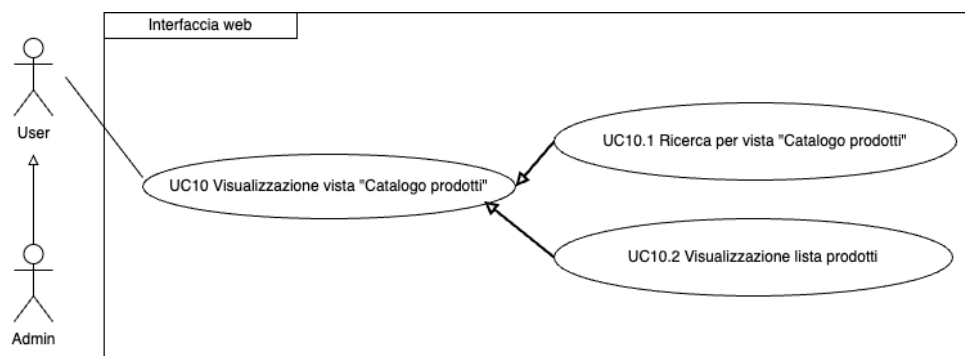 Interfaccia web
User
UC10.1 Ricerca per vista "Catalogo prodotti"
UC10 Visualizzazione vista "Catalogo prodotti"
UC10.2 Visualizzazione lista prodotti
Admin